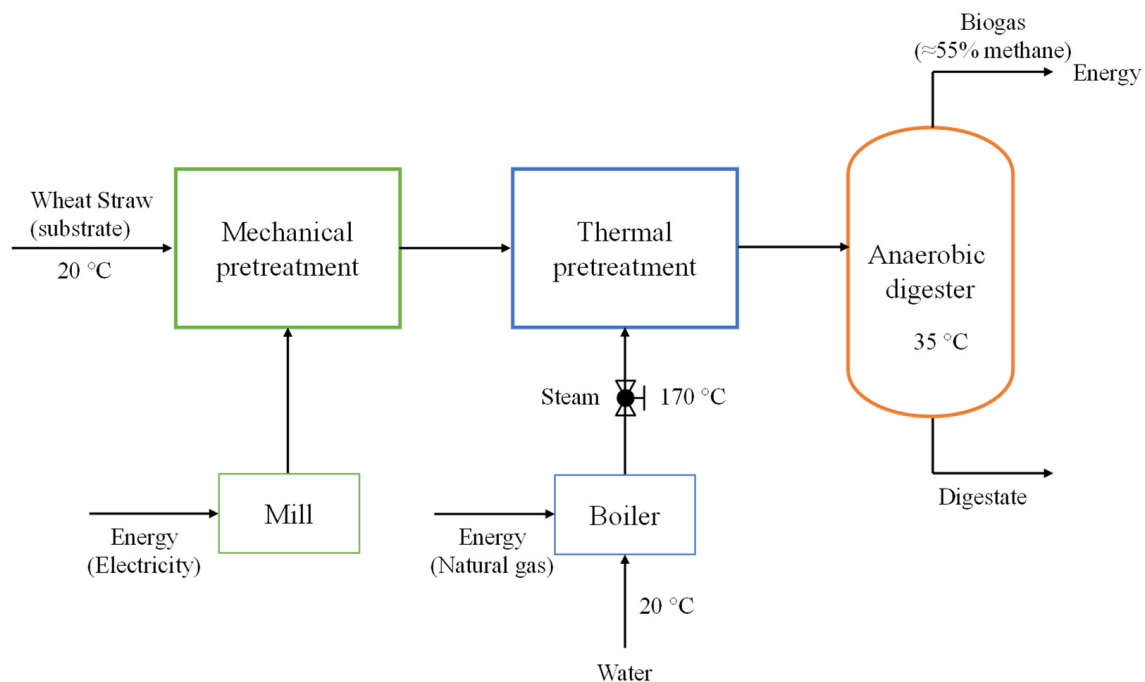 Biogas
(≈55% methane)
Energy
Wheat Straw
(substrate)
20 °C
Mechanical
pretreatment
Thermal
pretreatment
Anaerobic
digester
35 °C
Steam
170 °C
Mill
Boiler
Energy
(Electricity)
Energy
(Natural gas)
Digestate
20 °C
Water